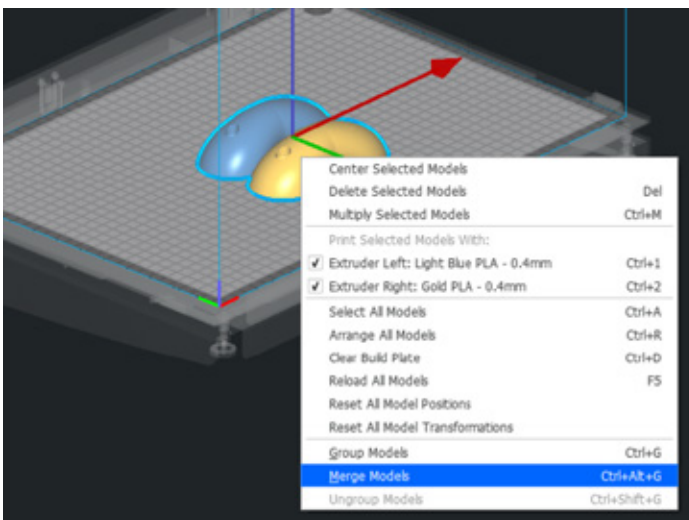 Center Selected Models
Delete Selected Models Del
Multiply Selected Models Ctrl+M
Print Selected Models With:
Extruder Left: Light Blue PLA - 0.4mm Ctrl+1
Extruder Right: Gold PLA - 0.4mm Ctrl+2
Select All Models Ctrl+A
Arrange All Models Ctrl+R
Clear Build Plate Ctrl+D
Reload All Models F5
Reset All Model Positions
Reset All Model Transformations
Group Models Ctrl+G
Merge Models Ctrl+Alt+G
Ungroup Models Ctrl+Shift+G